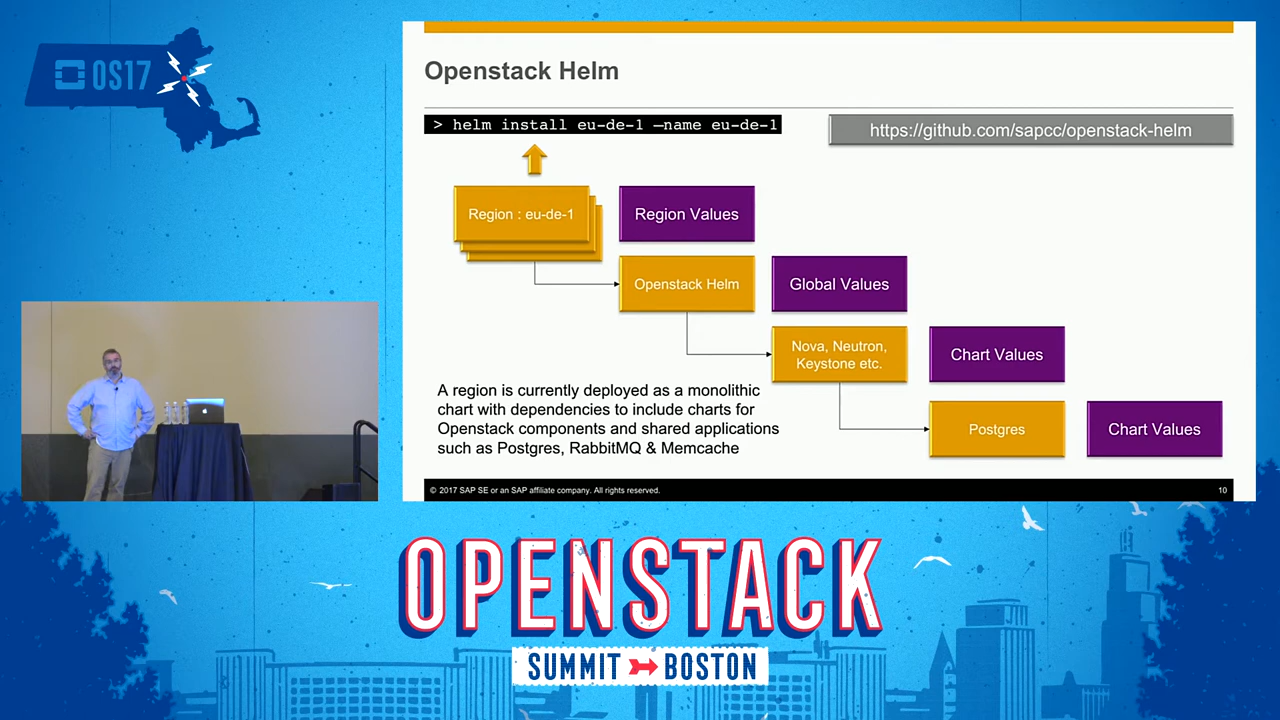 OS17
Openstack Helm
> helm install eu-de-1 —name eu-de-1
https://github.com/sapcc/openstack-helm
Region : eu-de-1
Region Values
Openstack Helm
Global Values
Nova, Neutron,
Keystone etc.
Chart Values
Postgres
Chart Values
A region is currently deployed as a monolithic
chart with dependencies to include charts for
Openstack components and shared applications
such as Postgres, RabbitMQ & Memcache
© 2017 SAP SE or an SAP affiliate company. All rights reserved.
10
OPENSTACK
SUMMIT BOSTON